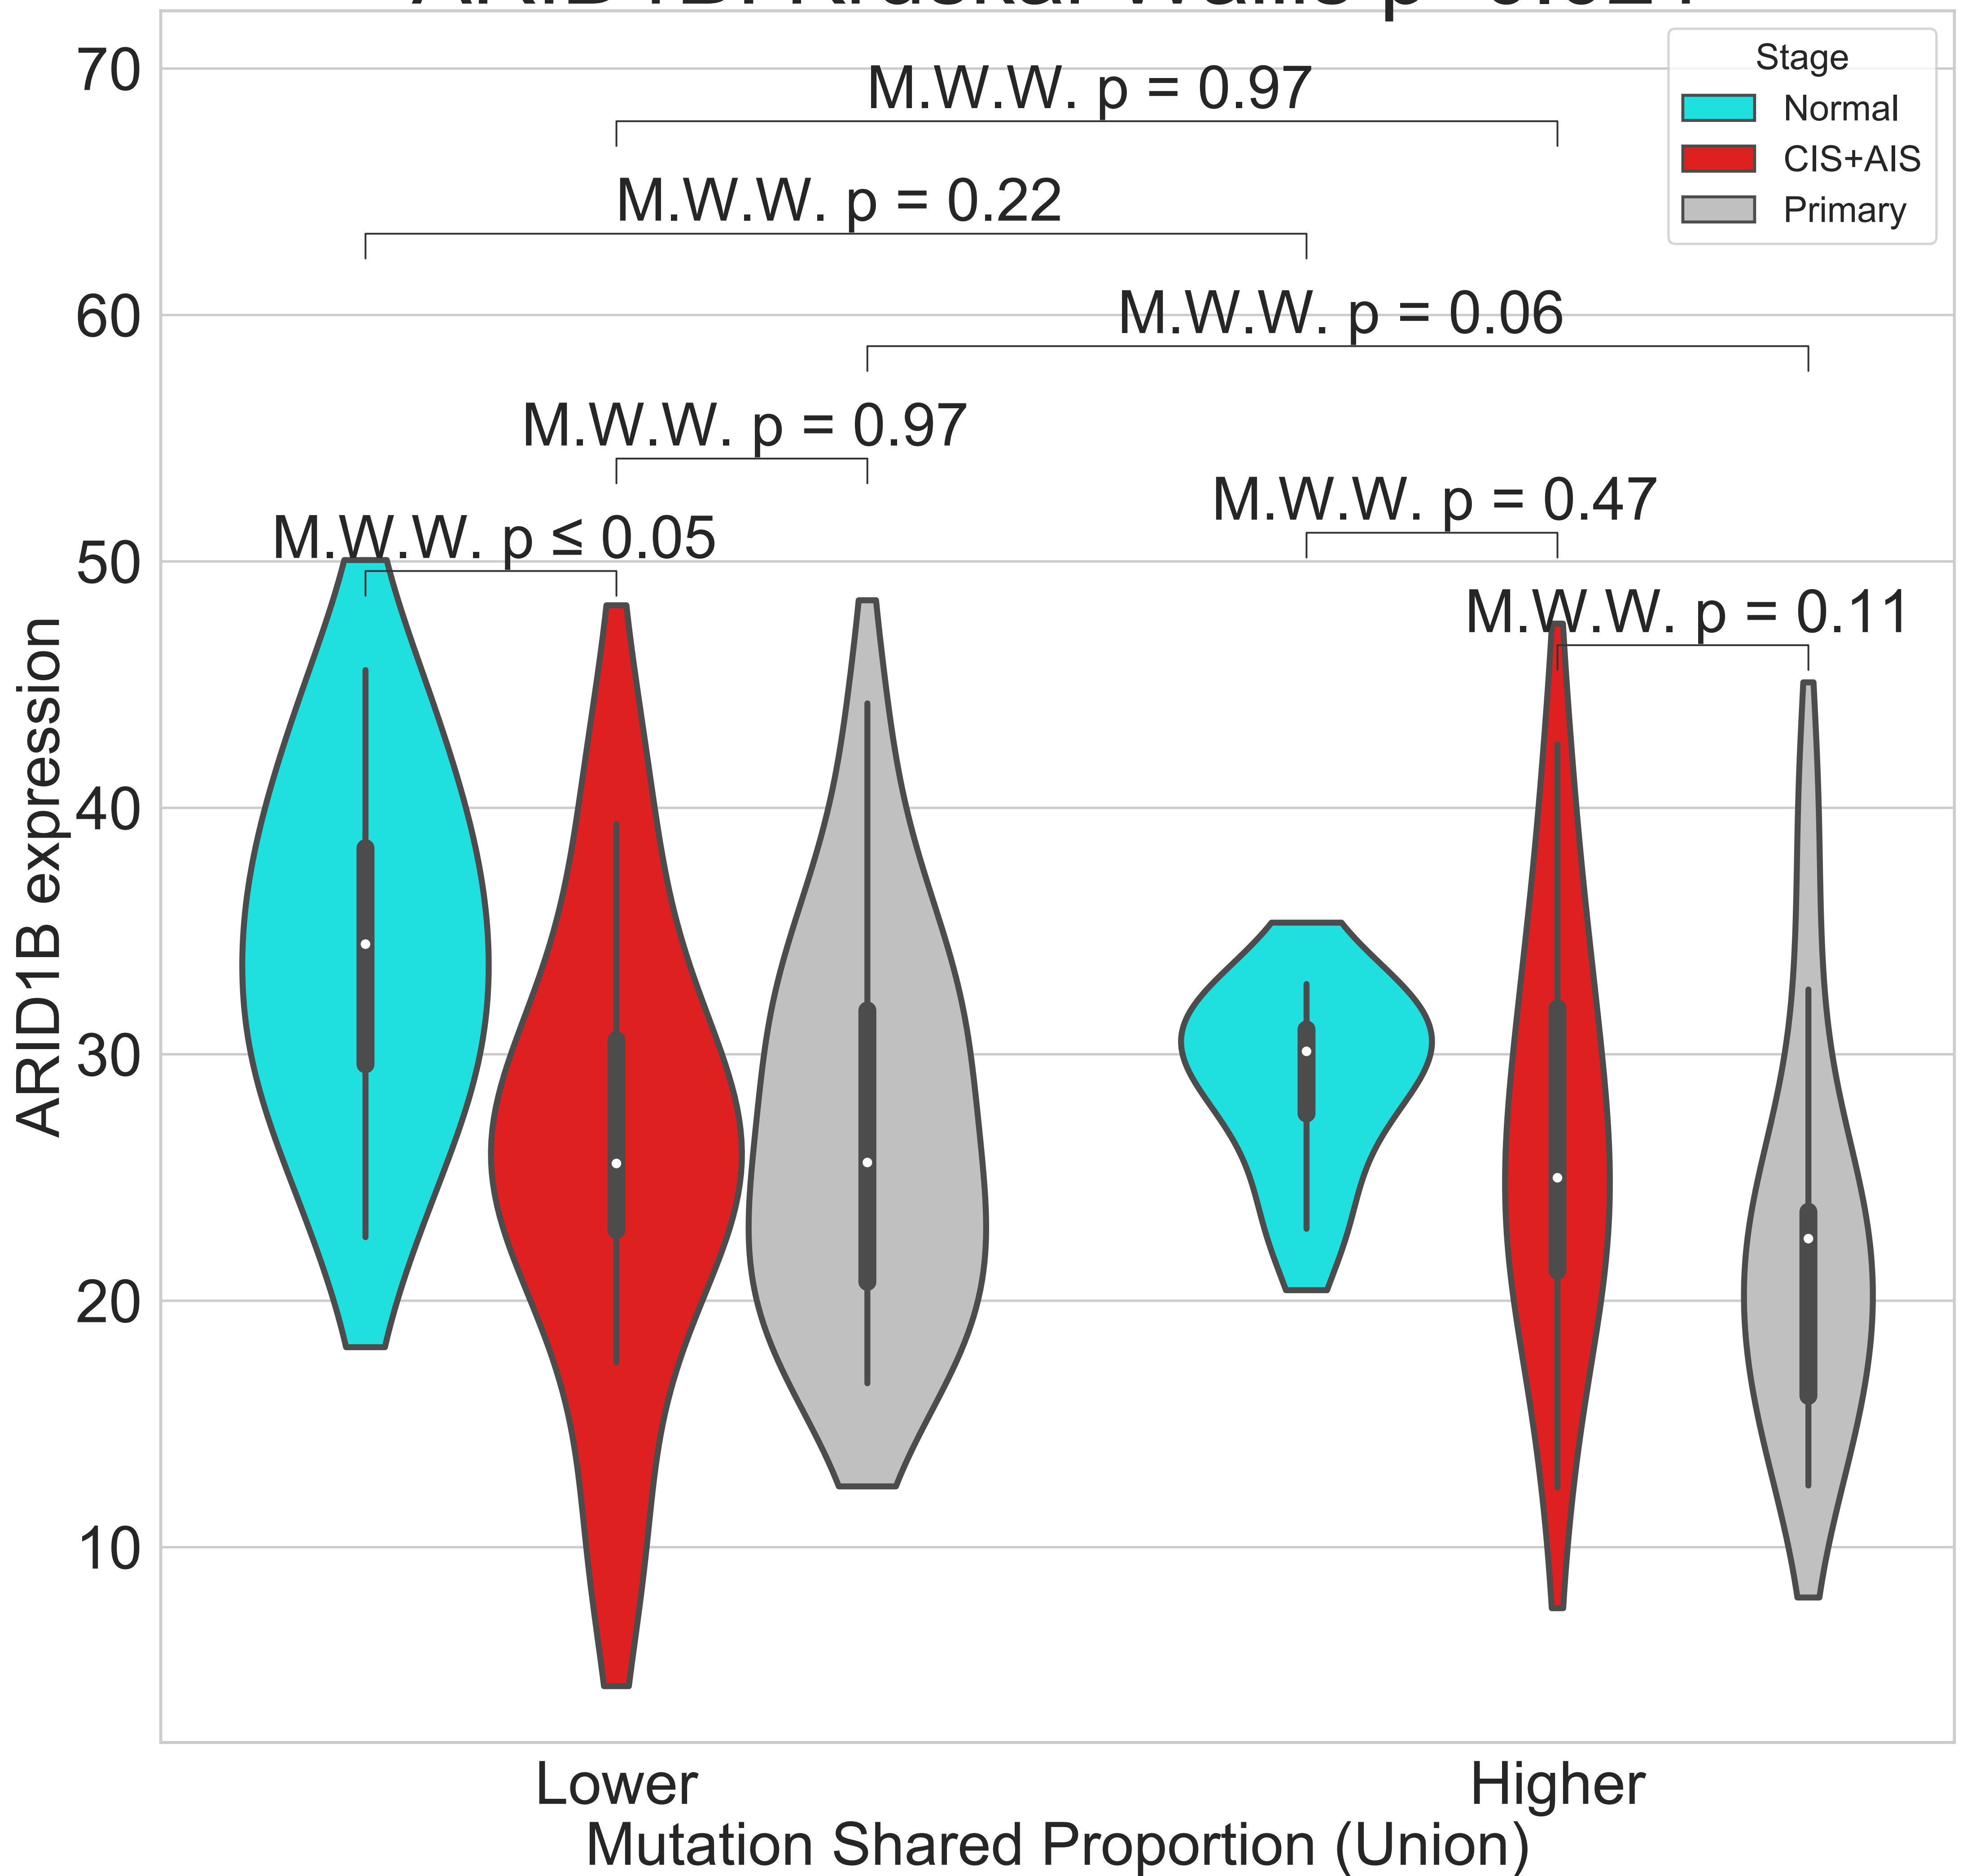 70
60
50
40
30
20
10
ARID1B expression
M.W.W. p = 0.97
M.W.W. p = 0.22
M.W.W. p = 0.06
M.W.W. p = 0.97
M.W.W. p = 0.47
M.W.W. p ≤ 0.05
M.W.W. p = 0.11
Stage
Normal
CIS+AIS
Primary
Lower
Higher
Mutation Shared Proportion (Union)